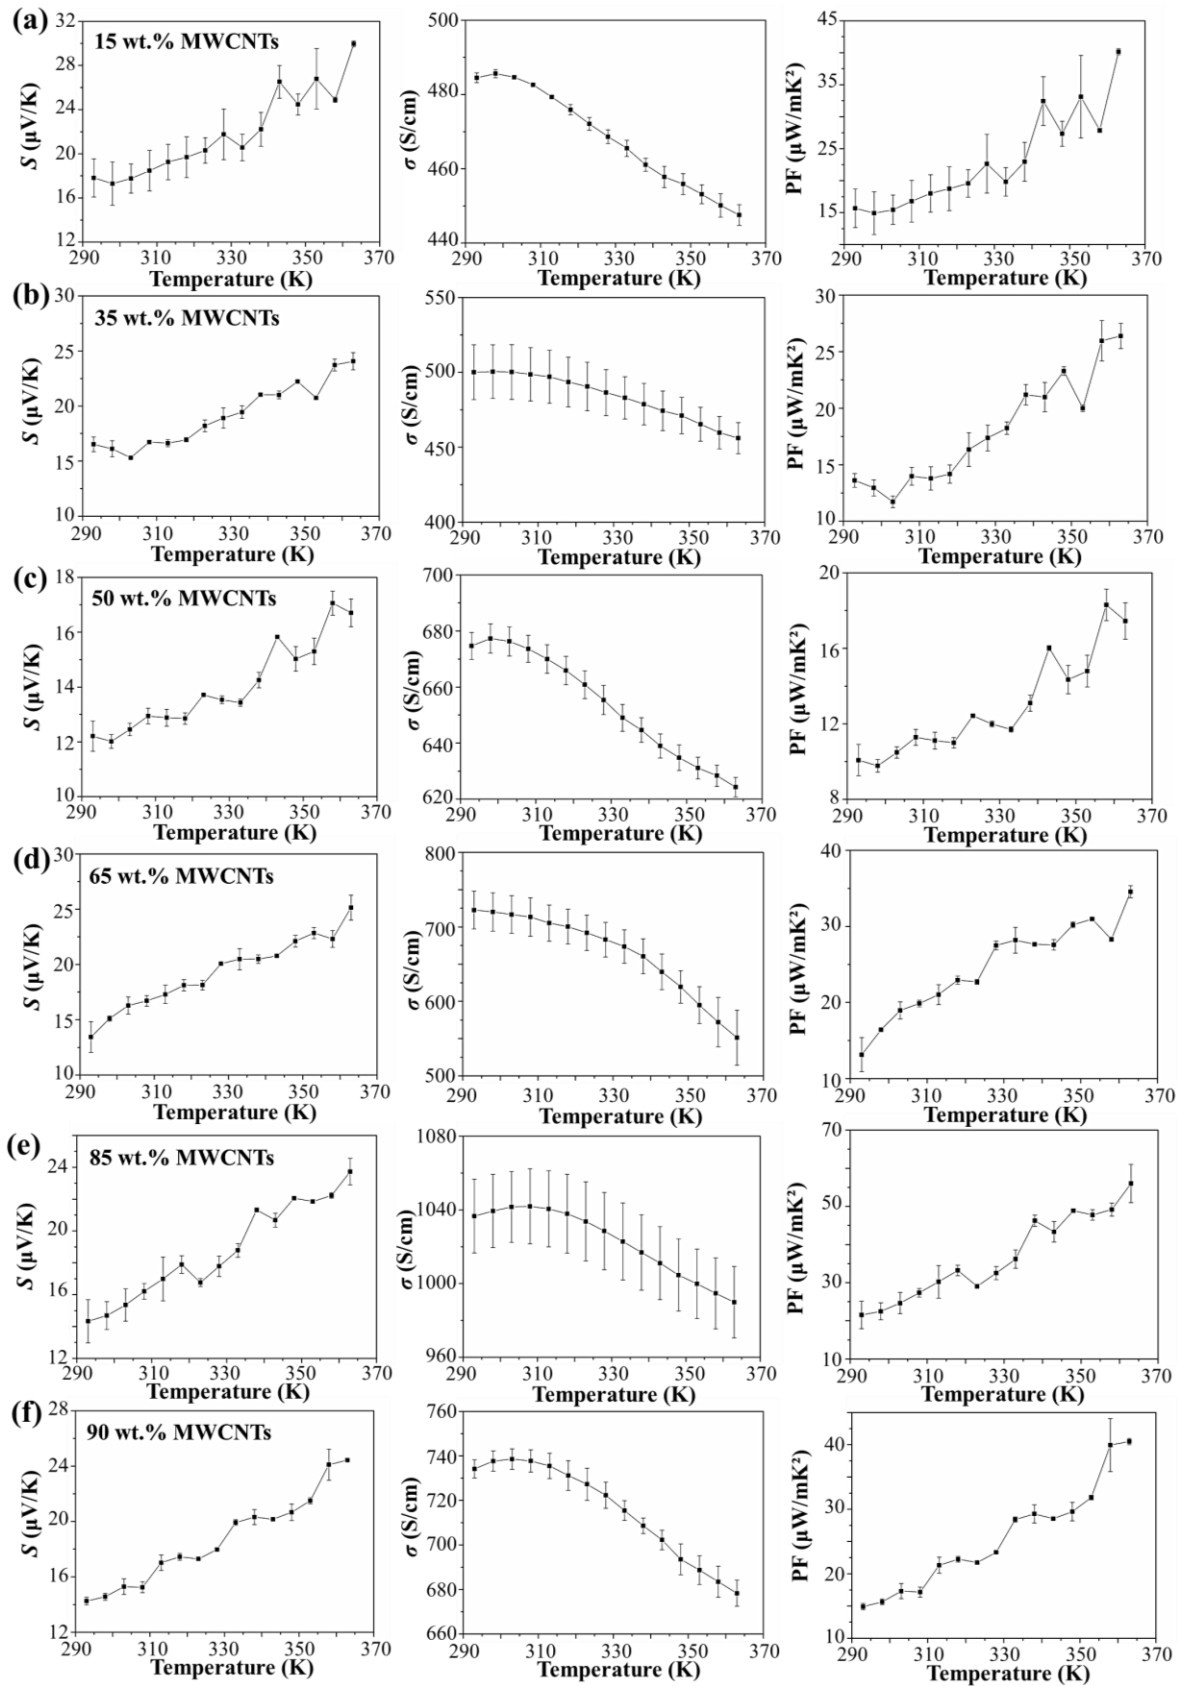 (a)
15 wt.% MWCNTs
S (μV/K)
32
28
24
20
16
12
290 310 330 350 370
Temperature (K)
σ (S/cm)
500
480
460
440
290 310 330 350 370
Temperature (K)
PF (μW/mK²)
45
35
25
15
290 310 330 350 370
Temperature (K)
(b)
35 wt.% MWCNTs
S (μV/K)
30
25
20
15
10
290 310 330 350 370
Temperature (K)
σ (S/cm)
550
500
450
400
290 310 330 350 370
Temperature (K)
PF (μW/mK²)
30
25
20
15
10
290 310 330 350 370
Temperature (K)
(c)
50 wt.% MWCNTs
S (μV/K)
18
16
14
12
10
290 310 330 350 370
Temperature (K)
σ (S/cm)
700
680
660
640
620
290 310 330 350 370
Temperature (K)
PF (μW/mK²)
20
16
12
8
290 310 330 350 370
Temperature (K)
(d)
65 wt.% MWCNTs
S (μV/K)
30
25
20
15
10
290 310 330 350 370
Temperature (K)
σ (S/cm)
800
700
600
500
290 310 330 350 370
Temperature (K)
PF (μW/mK²)
40
30
20
10
290 310 330 350 370
Temperature (K)
(e)
85 wt.% MWCNTs
S (μV/K)
24
20
16
12
290 310 330 350 370
Temperature (K)
σ (S/cm)
1080
1040
1000
960
290 310 330 350 370
Temperature (K)
PF (μW/mK²)
70
50
30
10
290 310 330 350 370
Temperature (K)
(f)
90 wt.% MWCNTs
S (μV/K)
28
24
20
16
12
290 310 330 350 370
Temperature (K)
σ (S/cm)
760
740
720
700
680
660
290 310 330 350 370
Temperature (K)
PF (μW/mK²)
40
30
20
10
290 310 330 350 370
Temperature (K)